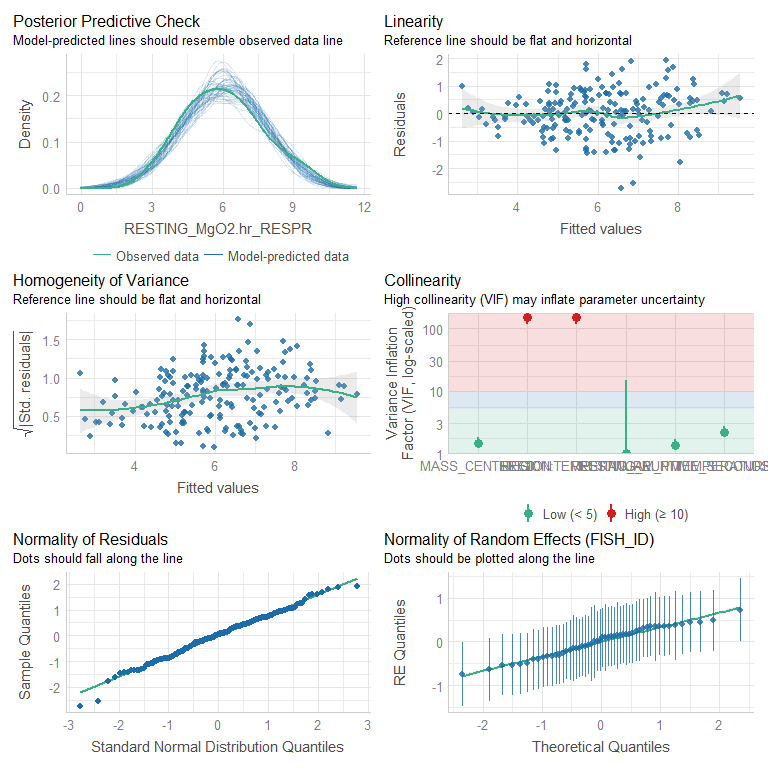 Posterior Predictive Check
Model-predicted lines should resemble observed data line
Density
0.2
0.1
0.0
0
3
6
9
12
RESTING_MgO2.hr_RESPR
Observed data
Model-predicted data
Linearity
Reference line should be flat and horizontal
Residuals
2
1
0
-1
-2
4
6
8
Fitted values
Homogeneity of Variance
Reference line should be flat and horizontal
√|Std. residuals|
1.5
1.0
0.5
4
6
8
Fitted values
Collinearity
High collinearity (VIF) may inflate parameter uncertainty
Variance Inflation
Factor (VIF, log-scaled)
100
30
10
5
3
1
Low (< 5)
High (≥ 10)
Normality of Residuals
Dots should fall along the line
Sample Quantiles
2
1
0
-1
-2
-3
-2
-1
0
1
2
3
Standard Normal Distribution Quantiles
Normality of Random Effects (FISH_ID)
Dots should be plotted along the line
RE Quantiles
1
0
-1
-2
-1
0
1
2
Theoretical Quantiles